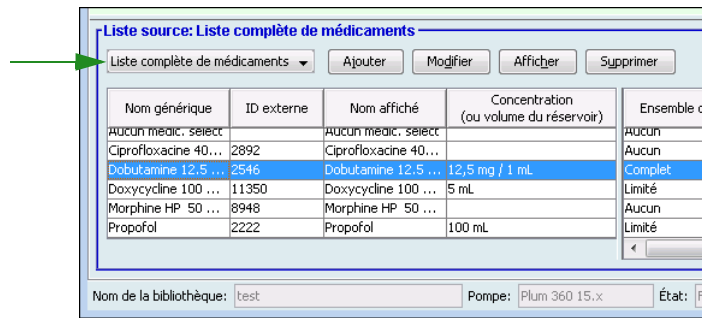 Liste source: Liste complète de médicaments
Liste complète de médicaments Ajouter Modifier Afficher Supprimer
Nom générique ID externe Nom affiché Concentration (ou volume du réservoir) Ensemble
Aucun médic. select Aucun médic. select Aucun
Ciprofloxacine 40... 2892 Ciprofloxacine 40... Aucun
Dobutamine 12.5 ... 2546 Dobutamine 12.5 ... 12,5 mg / 1 mL Complet
Doxycycline 100 ... 11350 Doxycycline 100 ... 5 mL Limité
Morphine HP 50 ... 8948 Morphine HP 50 ... Aucun
Propofol 2222 Propofol 100 mL Limité
Nom de la bibliothèque: test Pompe: Plum 360 15.x État: